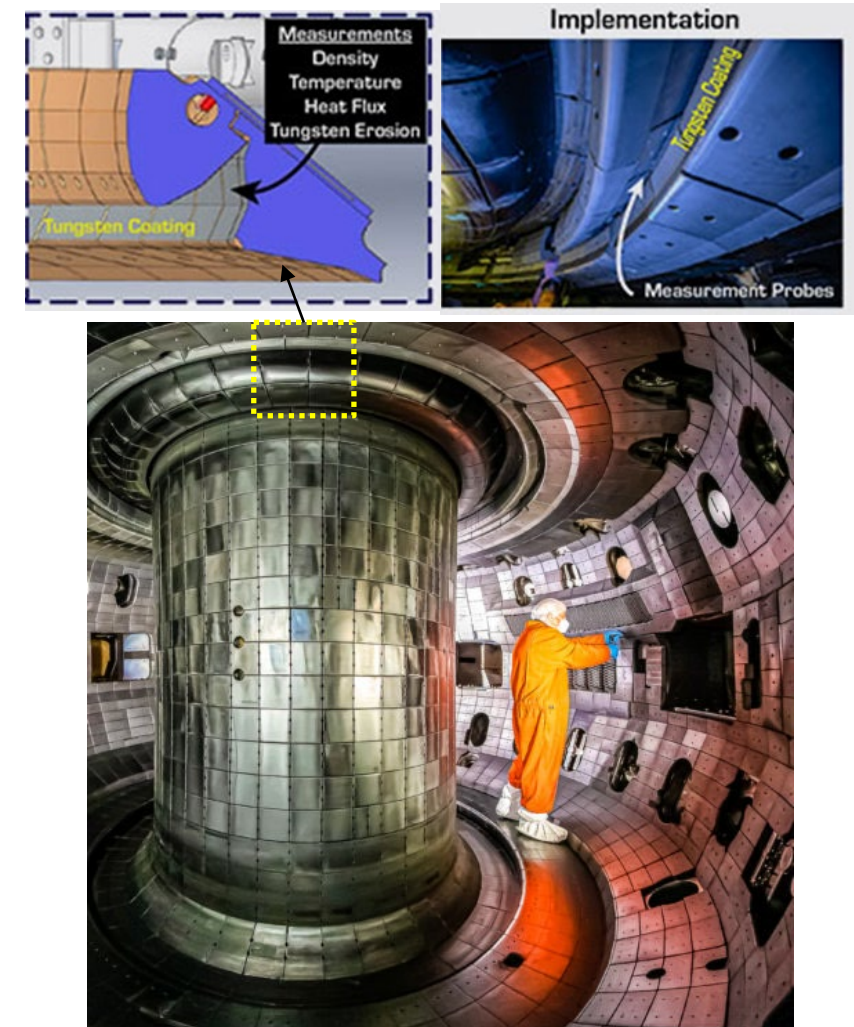 Measurements
Density
Temperature
Heat Flux
Tungsten Erosion
Tungsten Coating
Implementation
Tungsten Coating
Measurement Probes